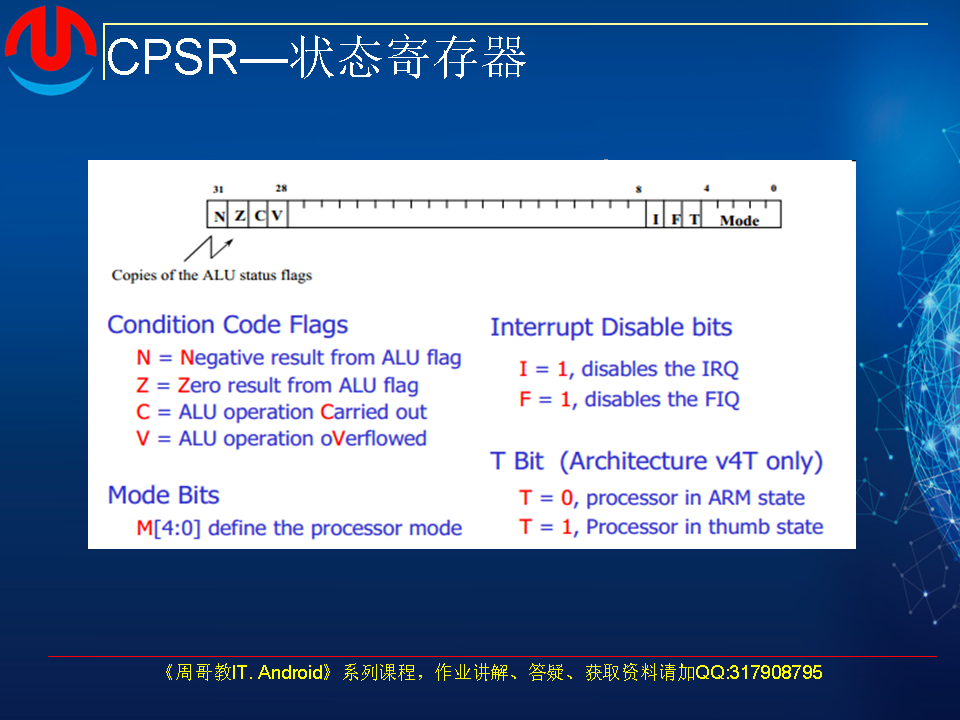 CPSR—状态寄存器
31 28 8 4 0
N Z C V I F T Mode
Copies of the ALU status flags
Condition Code Flags
N = Negative result from ALU flag
Z = Zero result from ALU flag
C = ALU operation Carried out
V = ALU operation oVerflowed
Mode Bits
M[4:0] define the processor mode
Interrupt Disable bits
I = 1, disables the IRQ
F = 1, disables the FIQ
T Bit (Architecture v4T only)
T = 0, processor in ARM state
T = 1, Processor in thumb state
《周哥教IT. Android》系列课程，作业讲解、答疑、获取资料请加QQ:317908795